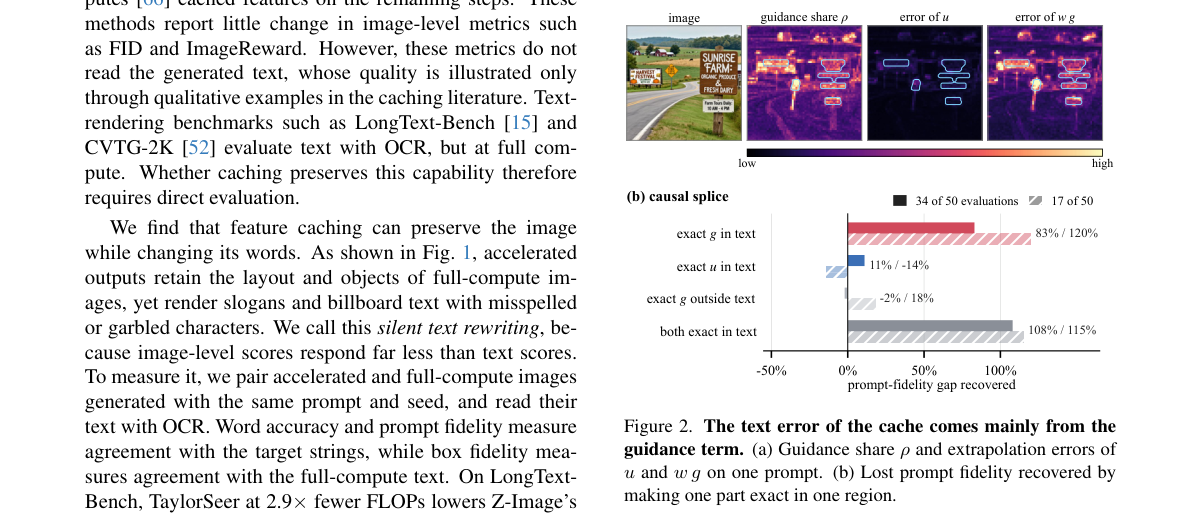 putes [66] cached features on the remaining steps. These
methods report little change in image-level metrics such
as FID and ImageReward. However, these metrics do not
read the generated text, whose quality is illustrated only
through qualitative examples in the caching literature. Text-
rendering benchmarks such as LongText-Bench [15] and
CVTG-2K [52] evaluate text with OCR, but at full com-
pute. Whether caching preserves this capability therefore
requires direct evaluation.
We find that feature caching can preserve the image
while changing its words. As shown in Fig. 1, accelerated
outputs retain the layout and objects of full-compute im-
ages, yet render slogans and billboard text with misspelled
or garbled characters. We call this silent text rewriting, be-
cause image-level scores respond far less than text scores.
To measure it, we pair accelerated and full-compute images
generated with the same prompt and seed, and read their
text with OCR. Word accuracy and prompt fidelity measure
agreement with the target strings, while box fidelity mea-
sures agreement with the full-compute text. On LongText-
Bench, TaylorSeer at 2.9× fewer FLOPs lowers Z-Image's
image
guidance share ρ
error of u
error of w g
HARVEST
FESTIVAL
SUNRISE
FARM:
ORGANIC PRODUCE
&
FRESH DAIRY
Farm Tours Daily
10 AM - 4 PM
low
high
(b) causal splice
34 of 50 evaluations
17 of 50
exact g in text
83% / 120%
exact u in text
11% / -14%
exact g outside text
-2% / 18%
both exact in text
108% / 115%
-50%
0%
50%
100%
prompt-fidelity gap recovered
Figure 2. The text error of the cache comes mainly from the
guidance term. (a) Guidance share ρ and extrapolation errors of
u and w g on one prompt. (b) Lost prompt fidelity recovered by
making one part exact in one region.